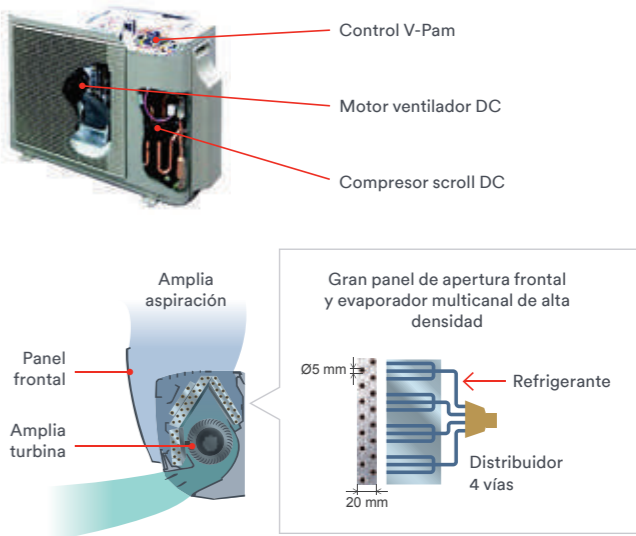 Control V-Pam
Motor ventilador DC
Compresor scroll DC
Amplia
aspiración
Panel
frontal
Amplia
turbina
Gran panel de apertura frontal
y evaporador multicanal de alta
densidad
Ø5 mm
Refrigerante
Distribuidor
4 vías
20 mm